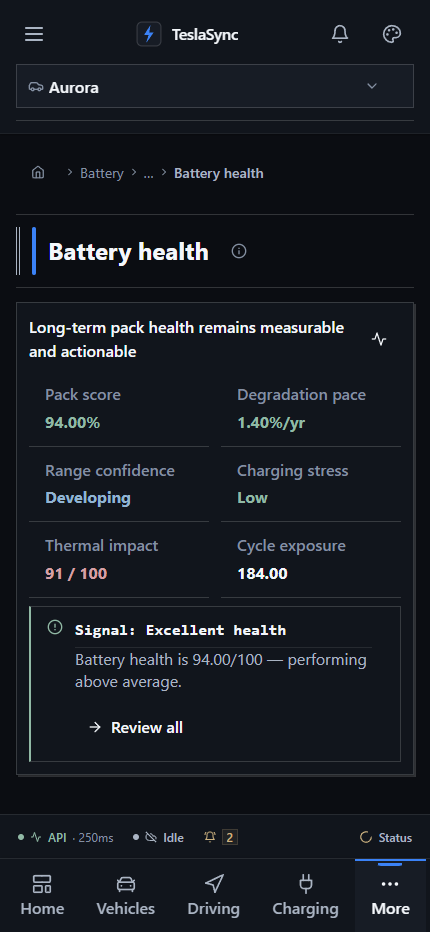 TeslaSync
Aurora
Battery
...
Battery health
Battery health
Long-term pack health remains measurable
and actionable
Pack score
94.00%
Degradation pace
1.40%/yr
Range confidence
Developing
Charging stress
Low
Thermal impact
91 / 100
Cycle exposure
184.00
Signal: Excellent health
Battery health is 94.00/100 — performing
above average.
Review all
API · 250ms
Idle
2
Status
Home
Vehicles
Driving
Charging
More